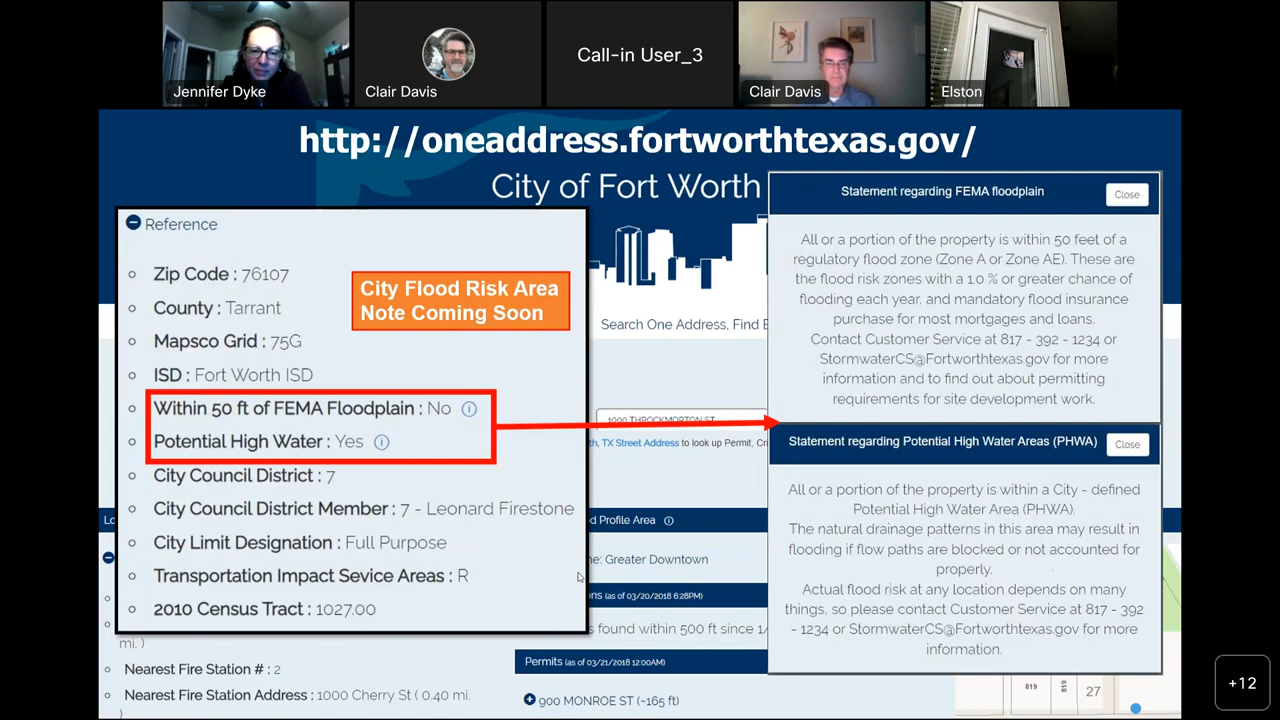 Jennifer Dyke
Clair Davis
Call-in User_3
Clair Davis
Elston
http://oneaddress.fortworthtexas.gov/
City of Fort Worth
Reference
Zip Code : 76107
County : Tarrant
Mapsco Grid : 75G
ISD : Fort Worth ISD
Within 50 ft of FEMA Floodplain : No
Potential High Water : Yes
City Council District : 7
City Council District Member : 7 - Leonard Firestone
City Limit Designation : Full Purpose
Transportation Impact Sevice Areas : R
2010 Census Tract : 1027.00
City Flood Risk Area
Note Coming Soon
Statement regarding FEMA floodplain
Close
All or a portion of the property is within 50 feet of a
regulatory flood zone (Zone A or Zone AE). These are
the flood risk zones with a 1.0 % or greater chance of
flooding each year, and mandatory flood insurance
purchase for most mortgages and loans.
Contact Customer Service at 817 - 392 - 1234 or
StormwaterCS@Fortworthtexas.gov for more
information and to find out about permitting
requirements for site development work.
Statement regarding Potential High Water Areas (PHWA)
Close
All or a portion of the property is within a City - defined
Potential High Water Area (PHWA).
The natural drainage patterns in this area may result in
flooding if flow paths are blocked or not accounted for
properly.
Actual flood risk at any location depends on many
things, so please contact Customer Service at 817 - 392
- 1234 or StormwaterCS@Fortworthtexas.gov for more
information.
Search One Address, Find
1000 THROCKMORTON ST
TX Street Address to look up Permit,
Profile Area
Greater Downtown
(as of 03/20/2018 6:28PM)
found within 500 ft since
Permits (as of 03/21/2018 12:00AM)
900 MONROE ST (~165 ft)
mi. )
Nearest Fire Station # : 2
Nearest Fire Station Address : 1000 Cherry St ( 0.40 mi.
)
819
819
27
+12